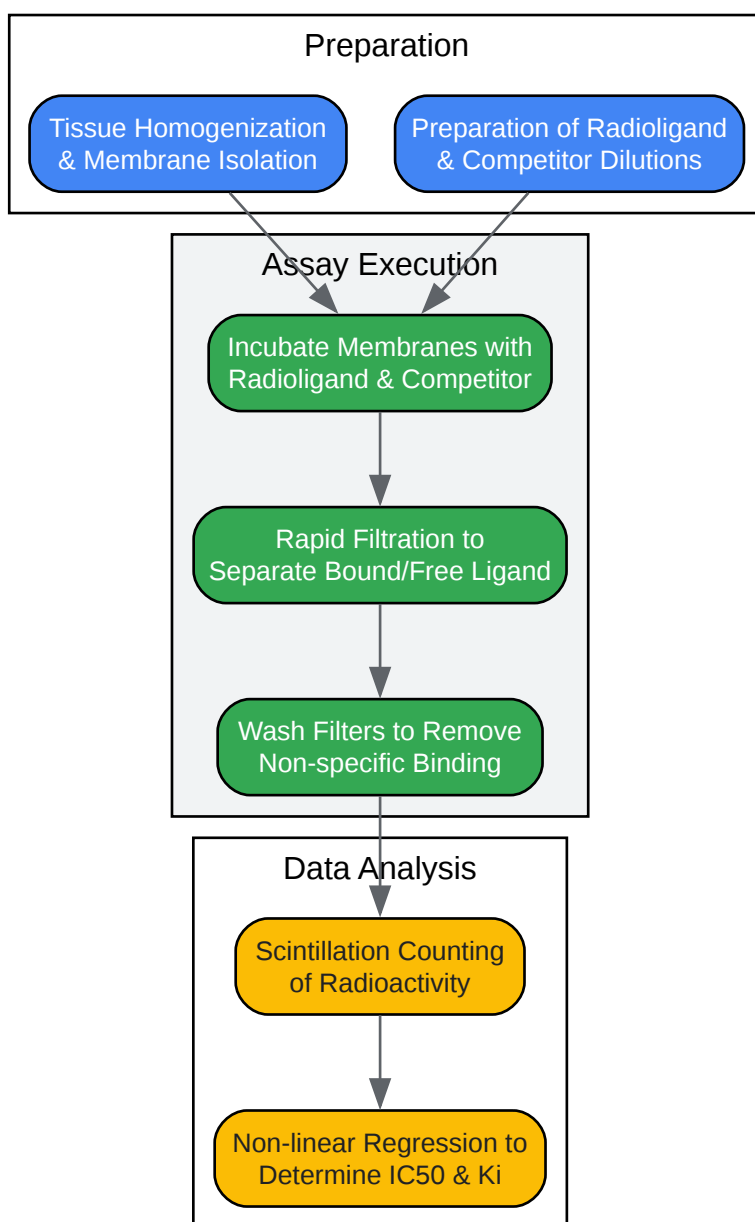 Preparation
Tissue Homogenization
& Membrane Isolation
Preparation of Radioligand
& Competitor Dilutions
Assay Execution
Incubate Membranes with
Radioligand & Competitor
Rapid Filtration to
Separate Bound/Free Ligand
Wash Filters to Remove
Non-specific Binding
Data Analysis
Scintillation Counting
of Radioactivity
Non-linear Regression to
Determine IC50 & Ki